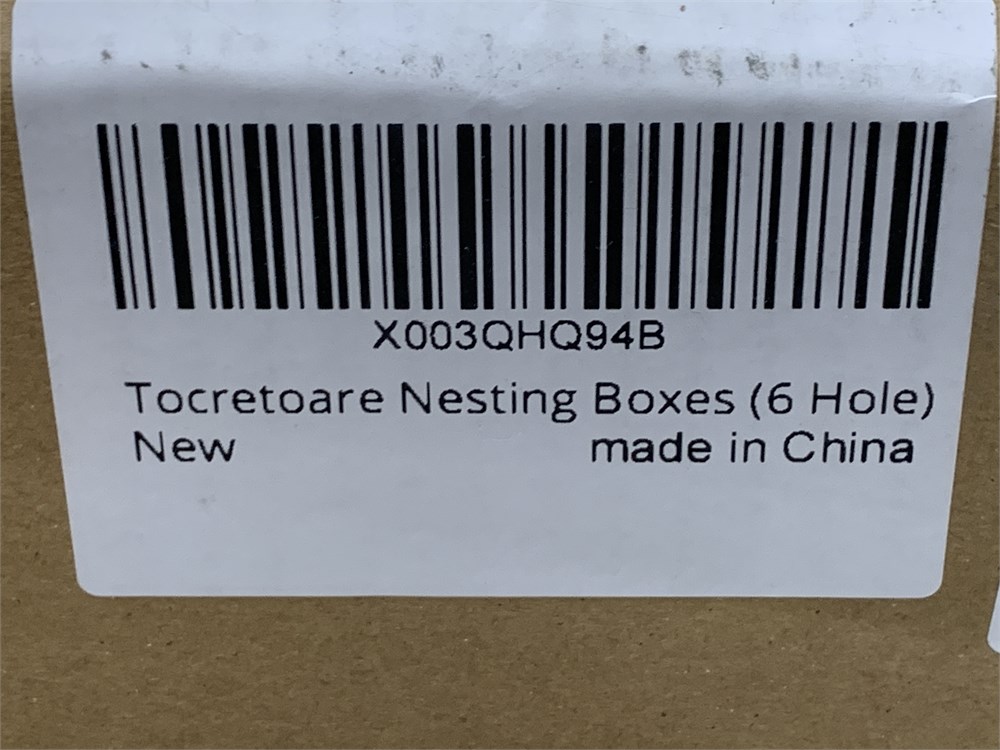 X003QHQ94B
Tocretoare Nesting Boxes (6 Hole)
New made in China